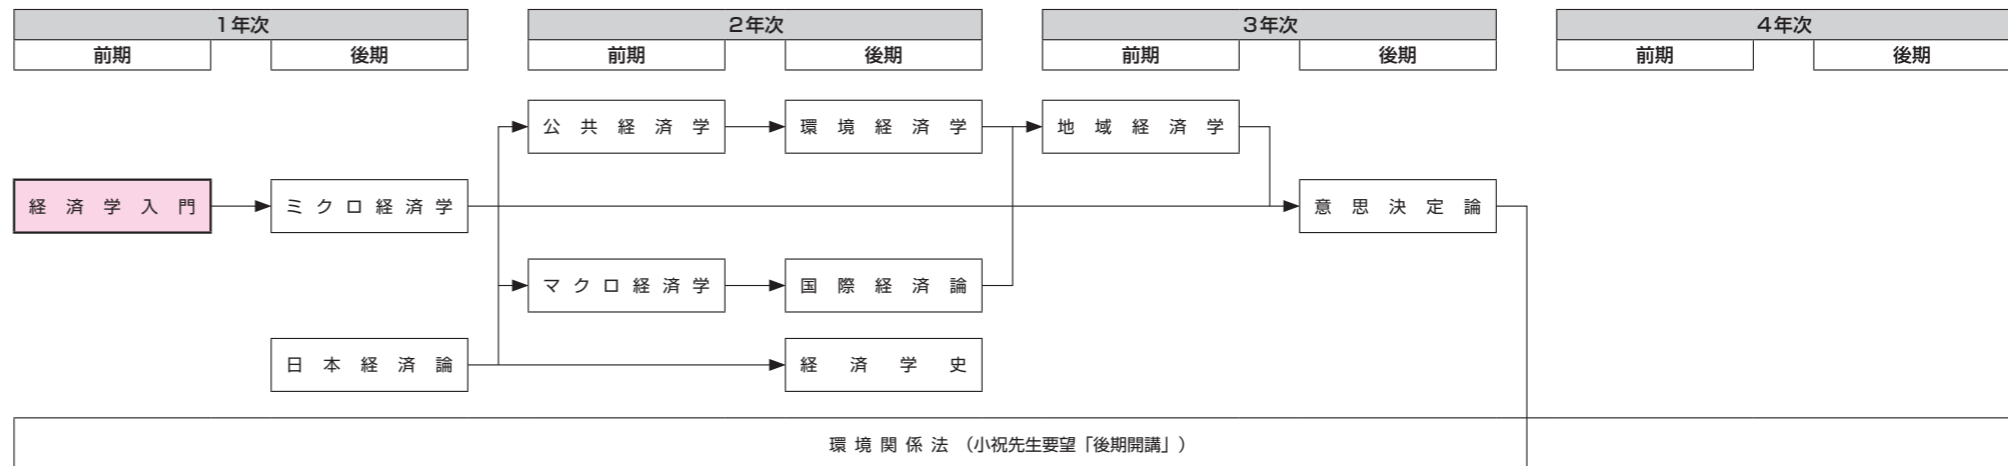 1年次 2年次 3年次 4年次
前期 後期 前期 後期 前期 後期 前期 後期
公共経済学 環境経済学 地域経済学
経済学入門 ミクロ経済学 意思決定論
マクロ経済学 国際経済論
日本経済論 経済学史
環境関係法 （小祝先生要望「後期開講」）